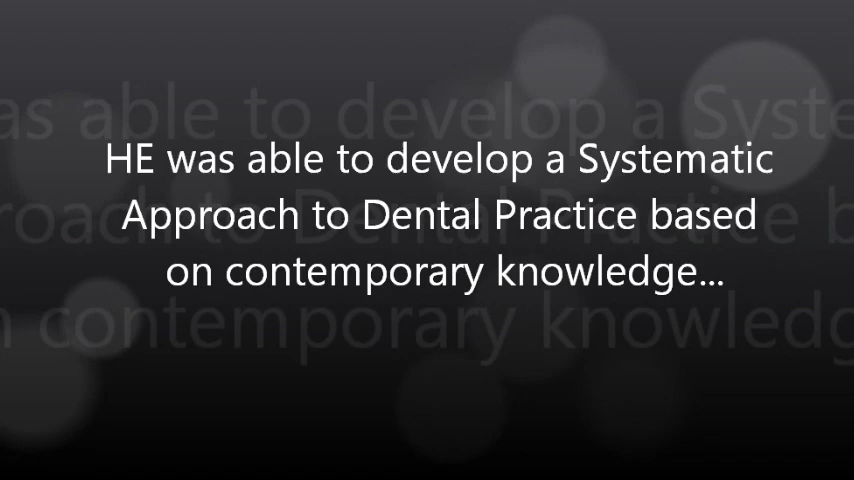 HE was able to develop a Systematic
Approach to Dental Practice based
on contemporary knowledge...